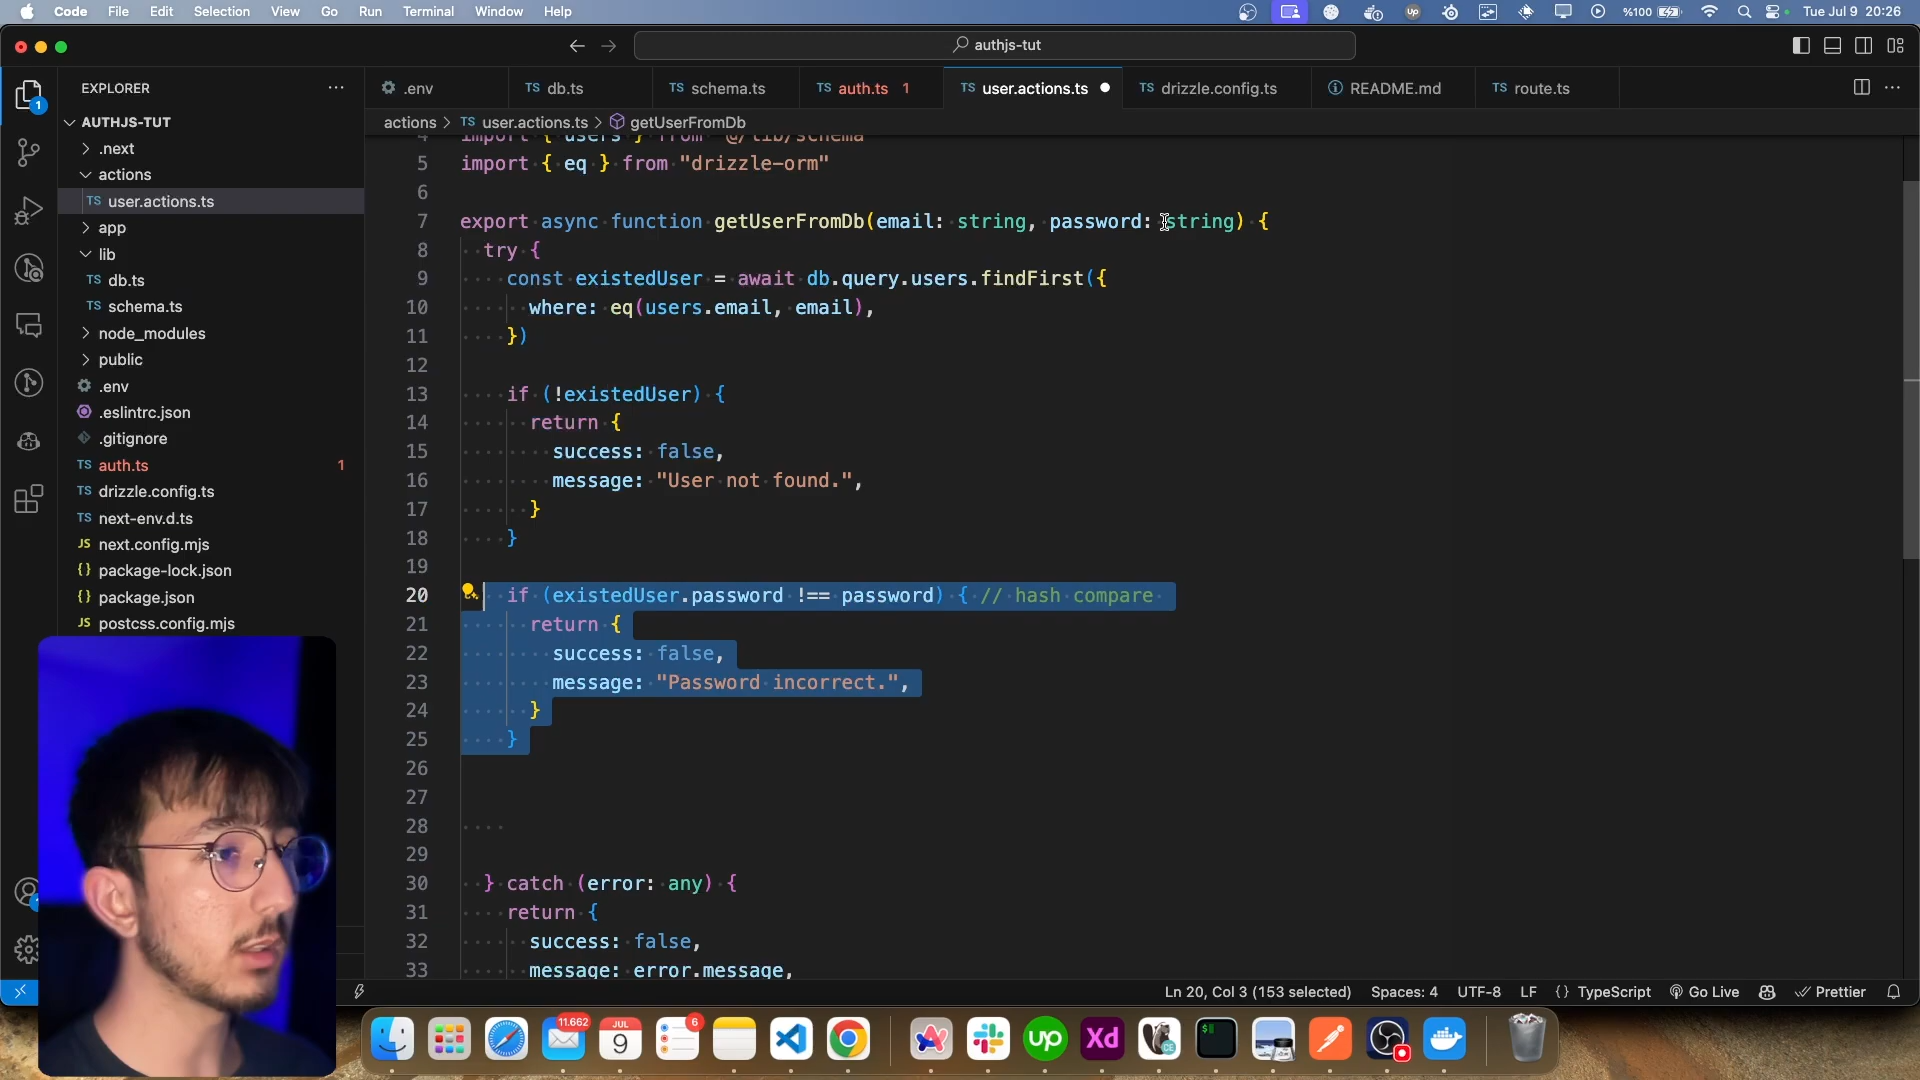 Code File Edit Selection View Go Run Terminal Window Help
%100 Tue Jul 9 20:26
authjs-tut
EXPLORER
.env db.ts schema.ts auth.ts 1 user.actions.ts drizzle.config.ts README.md route.ts
AUTHJS-TUT
actions > TS user.actions.ts > getUserFromDb
.next
actions
TS user.actions.ts
app
lib
TS db.ts
TS schema.ts
node_modules
public
.env
.eslintrc.json
.gitignore
TS auth.ts 1
TS drizzle.config.ts
TS next-env.d.ts
JS next.config.mjs
{} package-lock.json
{} package.json
JS postcss.config.mjs
4 import { users } from "@/lib/schema"
5 import { eq } from "drizzle-orm"
6
7 export async function getUserFromDb(email: string, password: string) {
8 try {
9 const existedUser = await db.query.users.findFirst({
10 where: eq(users.email, email),
11 })
12
13 if (!existedUser) {
14 return {
15 success: false,
16 message: "User not found.",
17 }
18 }
19
20 if (existedUser.password !== password) { // hash compare
21 return {
22 success: false,
23 message: "Password incorrect.",
24 }
25 }
26
27
28
29
30 } catch (error: any) {
31 return {
32 success: false,
33 message: error.message,
Ln 20, Col 3 (153 selected) Spaces: 4 UTF-8 LF {} TypeScript Go Live Prettier
11.662 JUL 9 6 up Xd